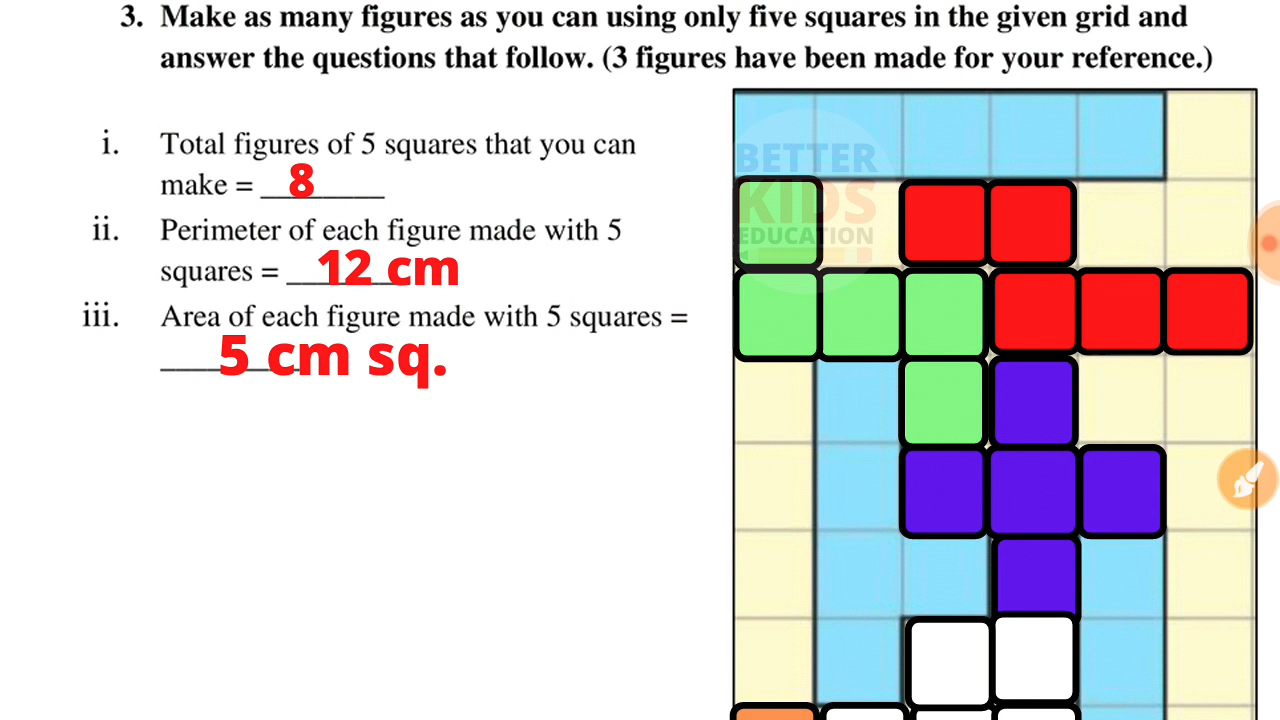 3. Make as many figures as you can using only five squares in the given grid and
answer the questions that follow. (3 figures have been made for your reference.)
i. Total figures of 5 squares that you can
make = 8
ii. Perimeter of each figure made with 5
squares = 12 cm
iii. Area of each figure made with 5 squares =
5 cm sq.
BETTER
KIDS
EDUCATION